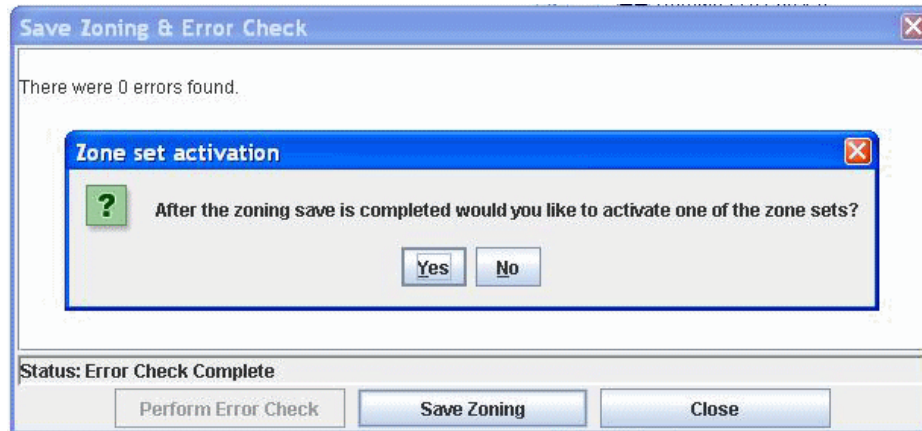 Save Zoning & Error Check
There were 0 errors found.
Zone set activation
?
After the zoning save is completed would you like to activate one of the zone sets?
Yes No
Status: Error Check Complete
Perform Error Check Save Zoning Close